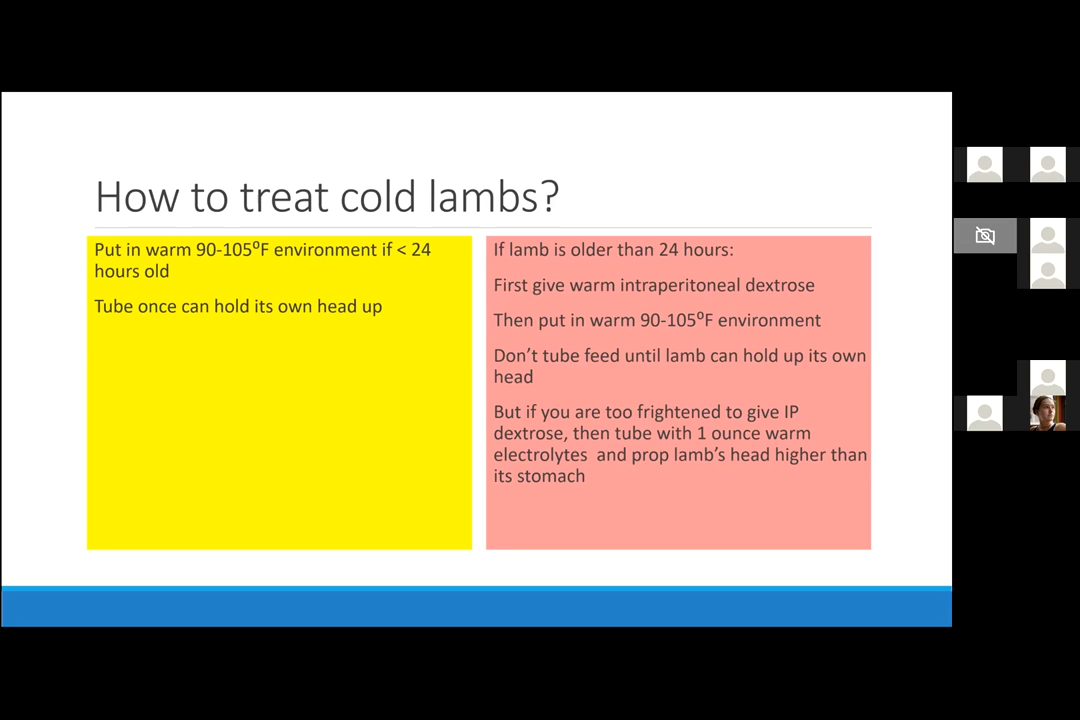 How to treat cold lambs?
Put in warm 90-105⁰F environment if < 24
hours old
Tube once can hold its own head up
If lamb is older than 24 hours:
First give warm intraperitoneal dextrose
Then put in warm 90-105⁰F environment
Don’t tube feed until lamb can hold up its own
head
But if you are too frightened to give IP
dextrose, then tube with 1 ounce warm
electrolytes  and prop lamb’s head higher than
its stomach